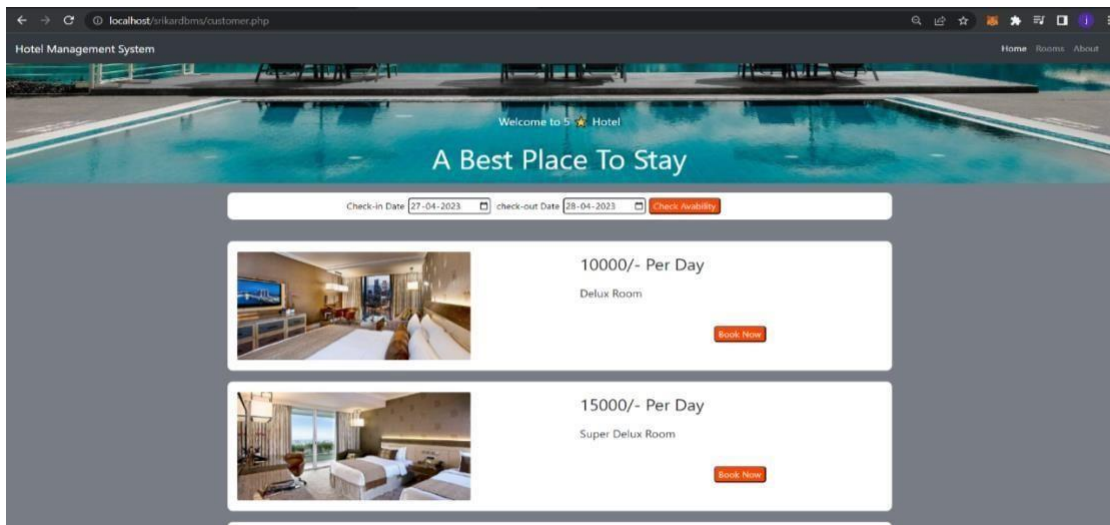 localhost/srikardbms/customer.php
Hotel Management System
Home Rooms About
Welcome to 5 ⭐ Hotel
A Best Place To Stay
Check-in Date 27-04-2023 check-out Date 28-04-2023 Check Avability
10000/- Per Day
Delux Room
Book Now
15000/- Per Day
Super Delux Room
Book Now